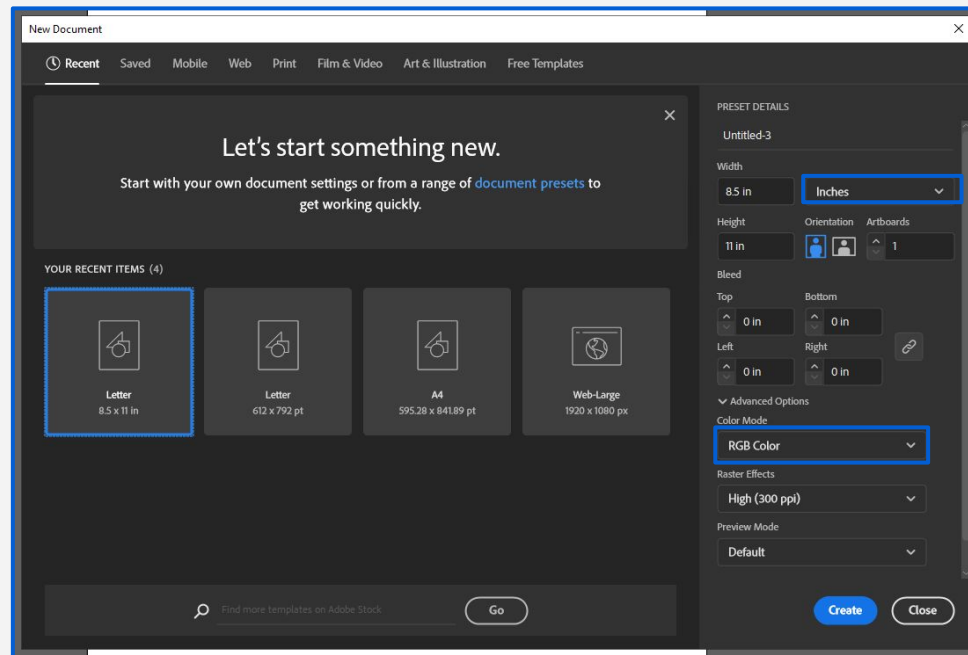 New Document
Recent Saved Mobile Web Print Film & Video Art & Illustration Free Templates
Let's start something new.
Start with your own document settings or from a range of document presets to
get working quickly.
YOUR RECENT ITEMS (4)
Letter
8.5 x 11 in
Letter
612 x 792 pt
A4
595.28 x 841.89 pt
Web-Large
1920 x 1080 px
Find more templates on Adobe Stock
Go
PRESET DETAILS
Untitled-3
Width
8.5 in Inches
Height Orientation Artboards
11 in 1
Bleed
Top Bottom
0 in 0 in
Left Right
0 in 0 in
Advanced Options
Color Mode
RGB Color
Raster Effects
High (300 ppi)
Preview Mode
Default
Create Close